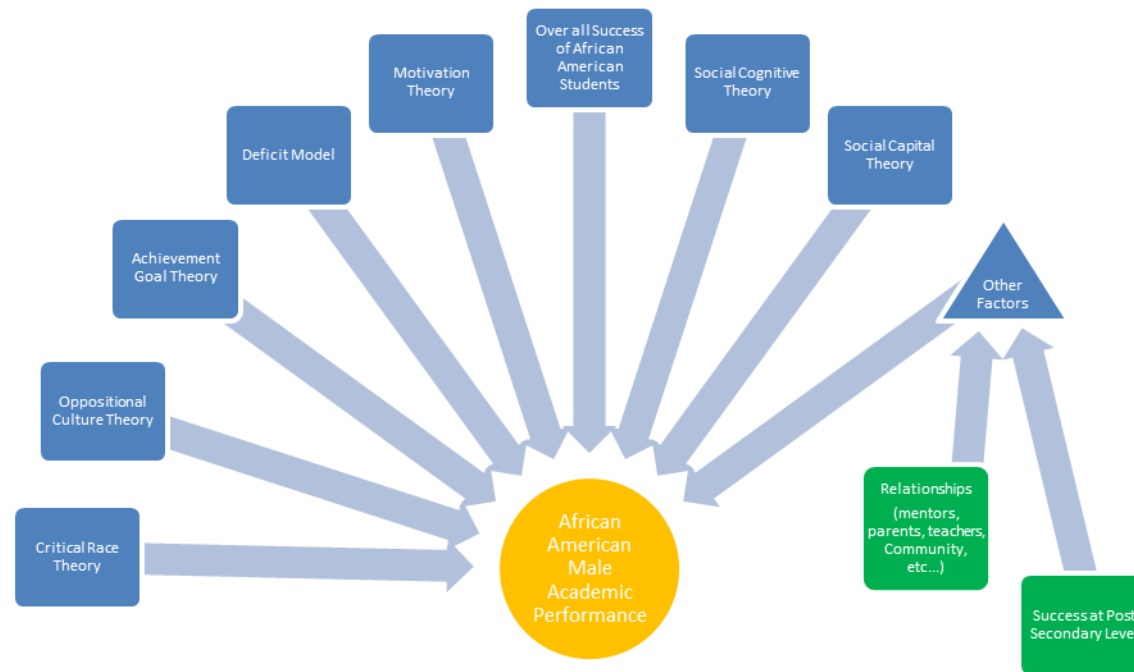 Over all Success
of African
American
Students
Motivation
Theory
Social Cognitive
Theory
Deficit Model
Social Capital
Theory
Achievement
Goal Theory
Other
Factors
Oppositional
Culture Theory
Critical Race
Theory
African
American
Male
Academic
Performance
Relationships
(mentors,
parents, teachers,
Community,
etc...)
Success at Post
Secondary Level